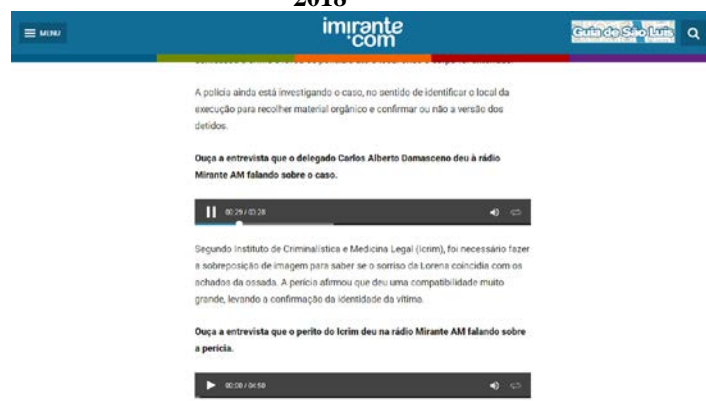 2018
MENU
imirante
.com
Guia de São Luís
A polícia ainda está investigando o caso, no sentido de identificar o local da
execução para recolher material orgânico e confirmar ou não a versão dos
detidos.
Ouça a entrevista que o delegado Carlos Alberto Damasceno deu à rádio
Mirante AM falando sobre o caso.
00:29 / 03:28
Segundo Instituto de Criminalística e Medicina Legal (Icrim), foi necessário fazer
a sobreposição de imagem para saber se o sorriso da Lorena coincidia com os
achados da ossada. A perícia afirmou que deu uma compatibilidade muito
grande, levando a confirmação da identidade da vítima.
Ouça a entrevista que o perito do Icrim deu na rádio Mirante AM falando sobre
a perícia.
00:00 / 04:50